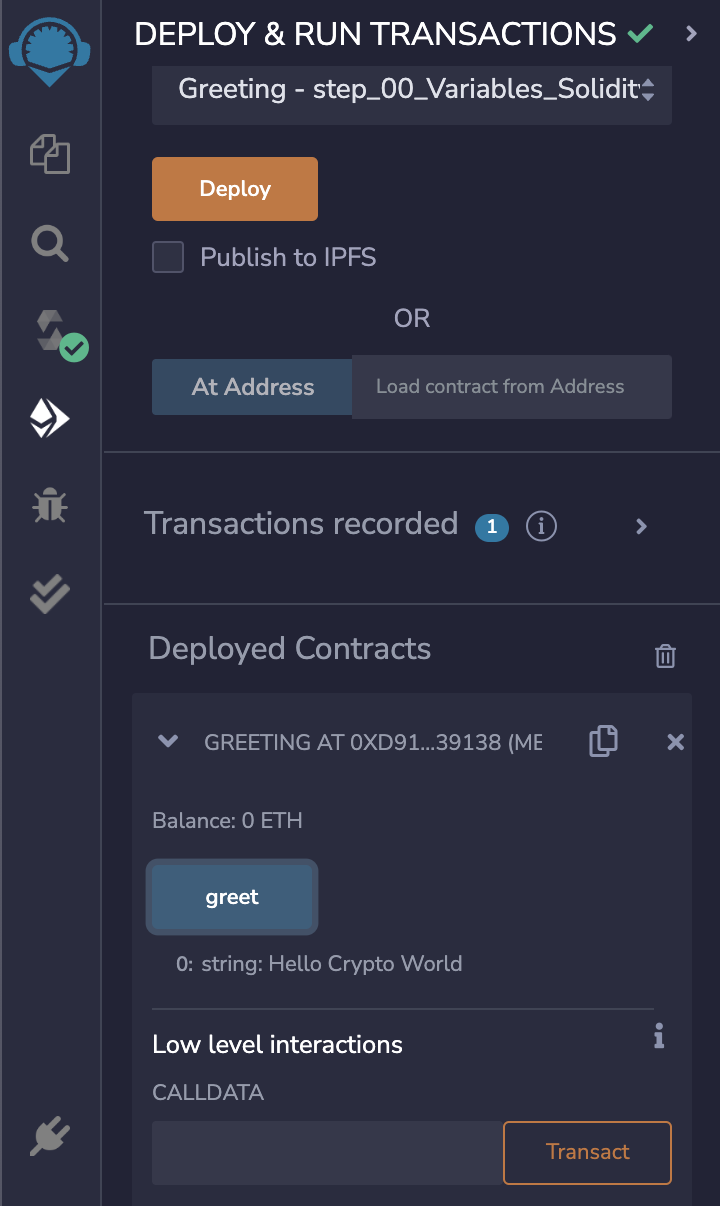 DEPLOY & RUN TRANSACTIONS
Greeting - step_00_Variables_Solidity
Deploy
Publish to IPFS
OR
At Address
Load contract from Address
Transactions recorded 1
Deployed Contracts
GREETING AT 0XD91...39138 (ME
Balance: 0 ETH
greet
0: string: Hello Crypto World
Low level interactions
CALLDATA
Transact